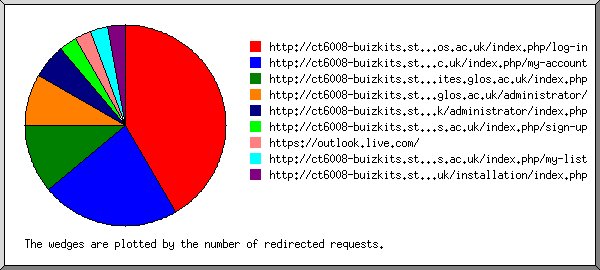 http://ct6008-buizkits.st...os.ac.uk/index.php/log-in
http://ct6008-buizkits.st...c.uk/index.php/my-account
http://ct6008-buizkits.st...ites.glos.ac.uk/index.php
http://ct6008-buizkits.st...glos.ac.uk/administrator/
http://ct6008-buizkits.st...k/administrator/index.php
http://ct6008-buizkits.st...s.ac.uk/index.php/sign-up
https://outlook.live.com/
http://ct6008-buizkits.st...s.ac.uk/index.php/my-list
http://ct6008-buizkits.st...uk/installation/index.php
The wedges are plotted by the number of redirected requests.